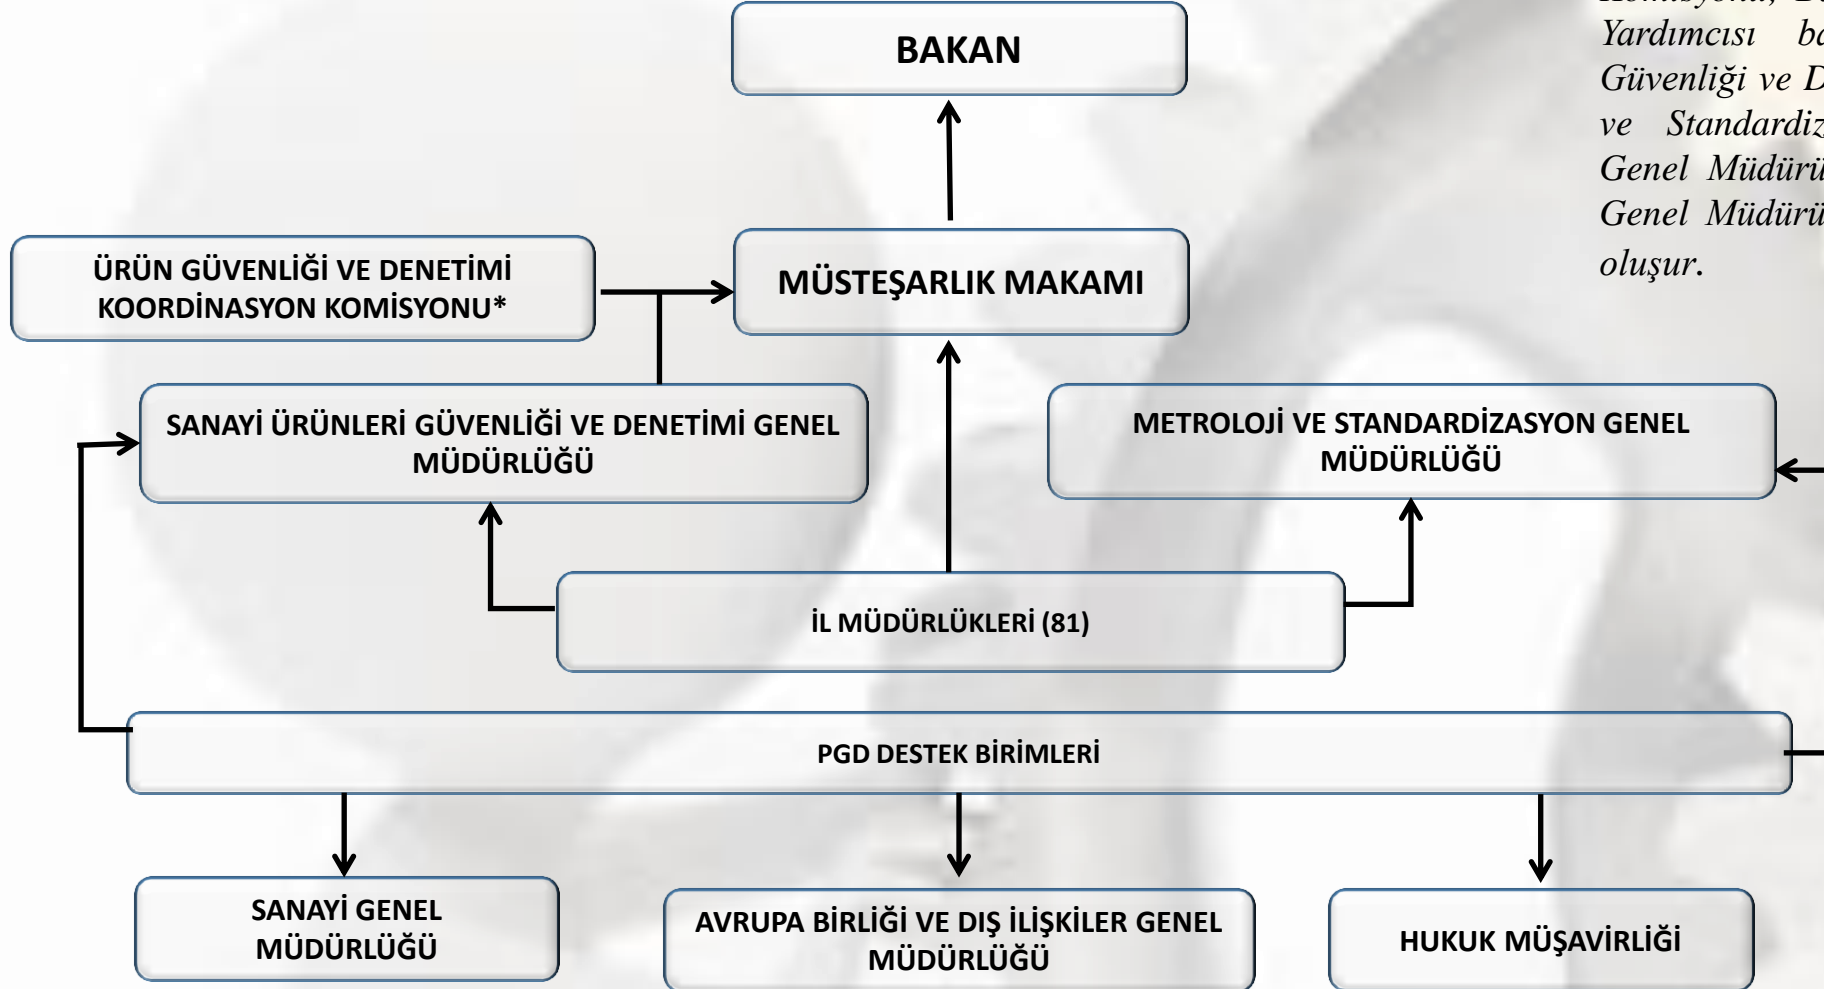 BAKAN
Yardımcısı
Güvenliği ve
ve Standardiz
Genel Müdürü
Genel Müdürü
oluşur.
ÜRÜN GÜVENLİĞİ VE DENETİMİ
KOORDİNASYON KOMİSYONU*
MÜSTEŞARLIK MAKAMI
SANAYİ ÜRÜNLERİ GÜVENLİĞİ VE DENETİMİ GENEL
MÜDÜRLÜĞÜ
METROLOJİ VE STANDARDİZASYON GENEL
MÜDÜRLÜĞÜ
İL MÜDÜRLÜKLERİ (81)
PGD DESTEK BİRİMLERİ
SANAYİ GENEL
MÜDÜRLÜĞÜ
AVRUPA BİRLİĞİ VE DIŞ İLİŞKİLER GENEL
MÜDÜRLÜĞÜ
HUKUK MÜŞAVİRLİĞİ